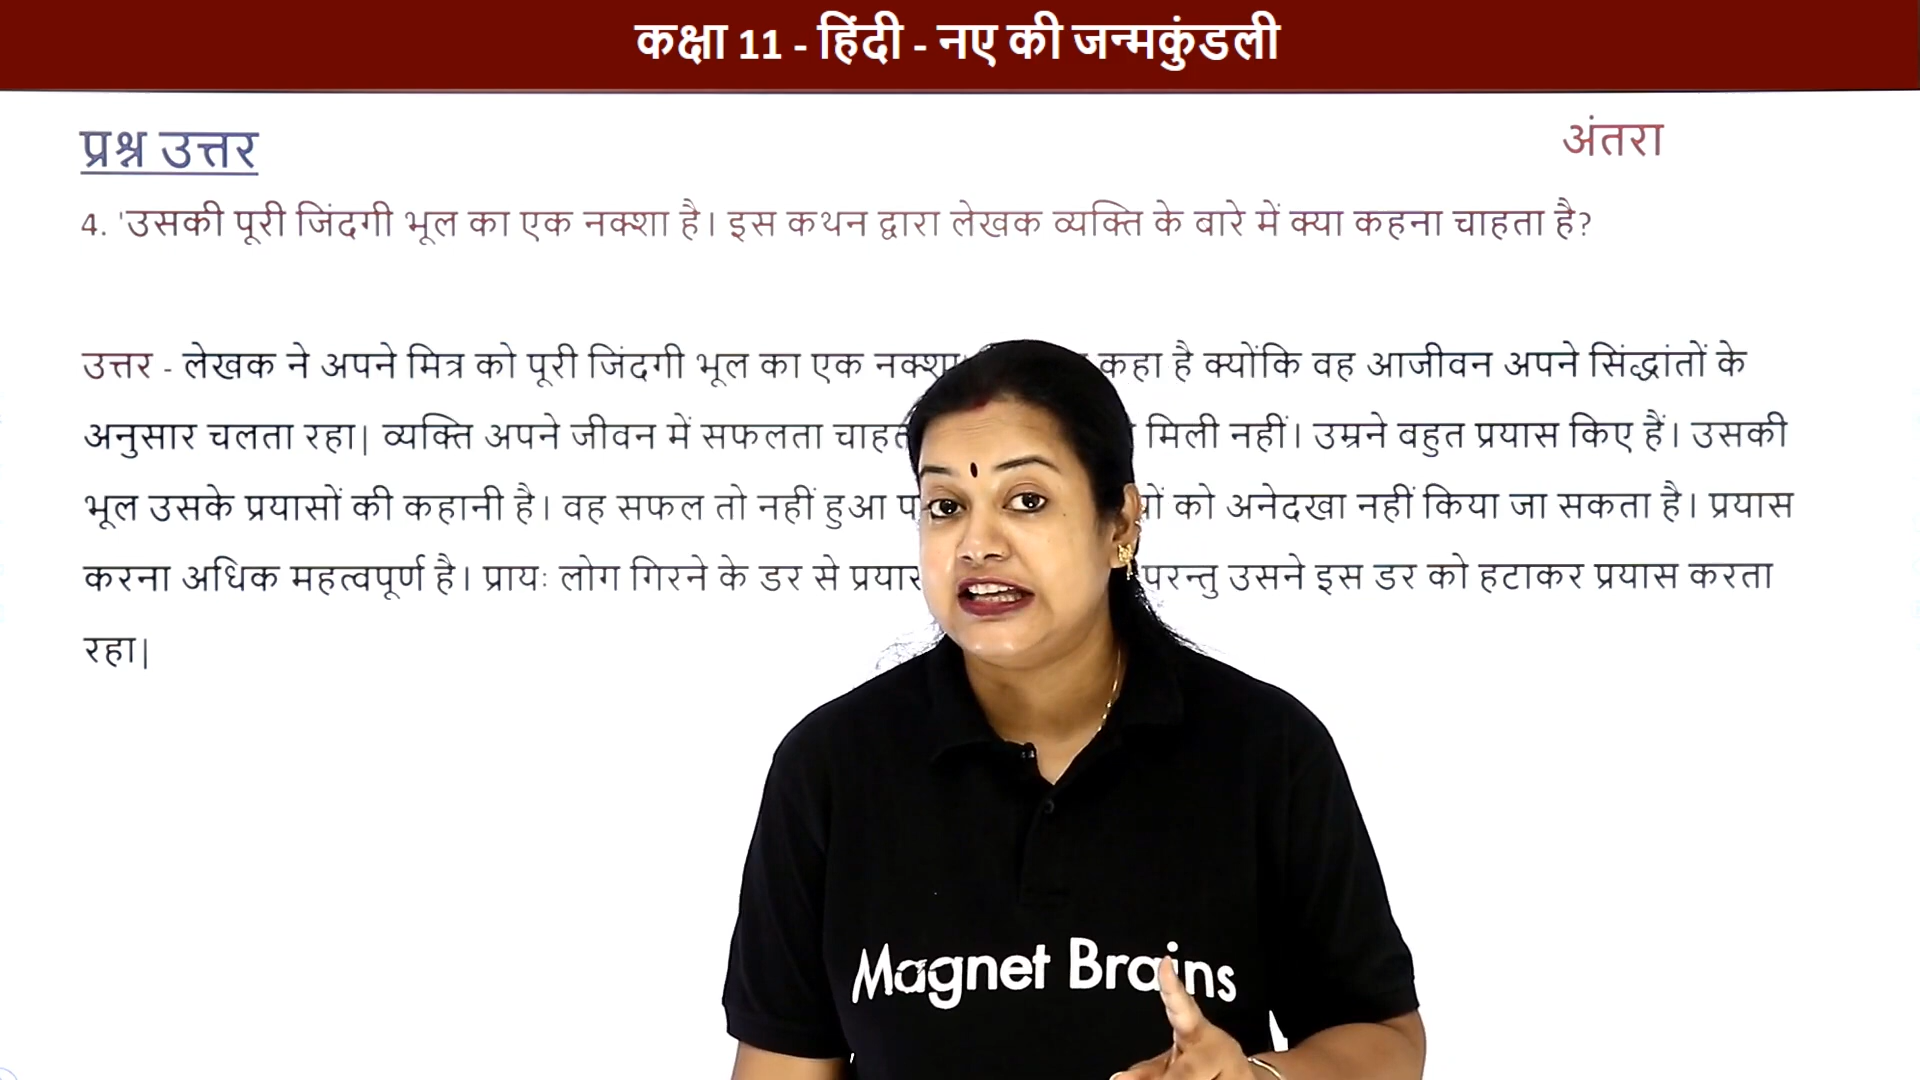 कक्षा 11 - हिंदी - नए की जन्मकुंडली
प्रश्न उत्तर
अंतरा
4. 'उसकी पूरी जिंदगी भूल का एक नक्शा है। इस कथन द्वारा लेखक व्यक्ति के बारे में क्या कहना चाहता है?
उत्तर - लेखक ने अपने मित्र को पूरी जिंदगी भूल का एक नक्शा कहा है क्योंकि वह आजीवन अपने सिंद्धांतों के
अनुसार चलता रहा| व्यक्ति अपने जीवन में सफलता मिली नहीं। उम्रने बहुत प्रयास किए हैं। उसकी
भूल उसके प्रयासों की कहानी है। वह सफल तो नहीं हुआ को अनेदखा नहीं किया जा सकता है। प्रयास
करना अधिक महत्वपूर्ण है। प्रायः लोग गिरने के डर से परन्तु उसने इस डर को हटाकर प्रयास करता
रहा|
Magnet Brains